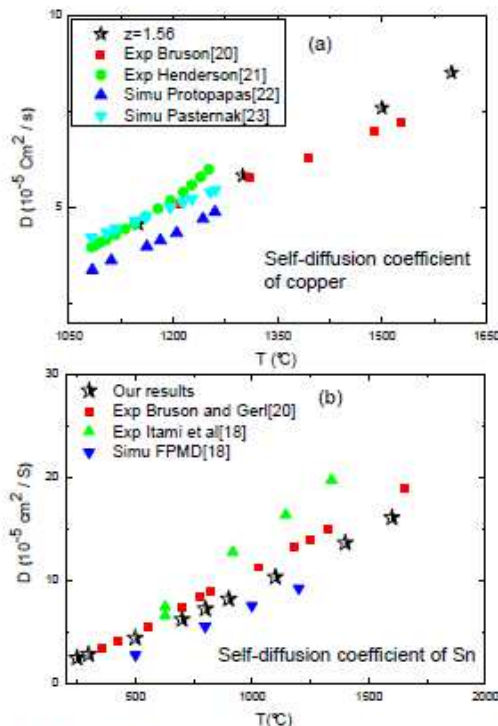 10
z=1.56
(a)
Exp Bruson[20]
Exp Henderson[21]
Simu Protopapas[22]
Simu Pasternak[23]
D (10⁻⁵ Cm² / s)
5
Self-diffusion coefficient
of copper
1050 1200 1350 1500 1650
T (°C)
30
Our results
(b)
Exp Bruson and Gerl[20]
Exp Itami et al[18]
Simu FPMD[18]
D (10⁻⁵ cm² / S)
20
10
Self-diffusion coefficient of Sn
0
500 1000 1500 2000
T (°C)